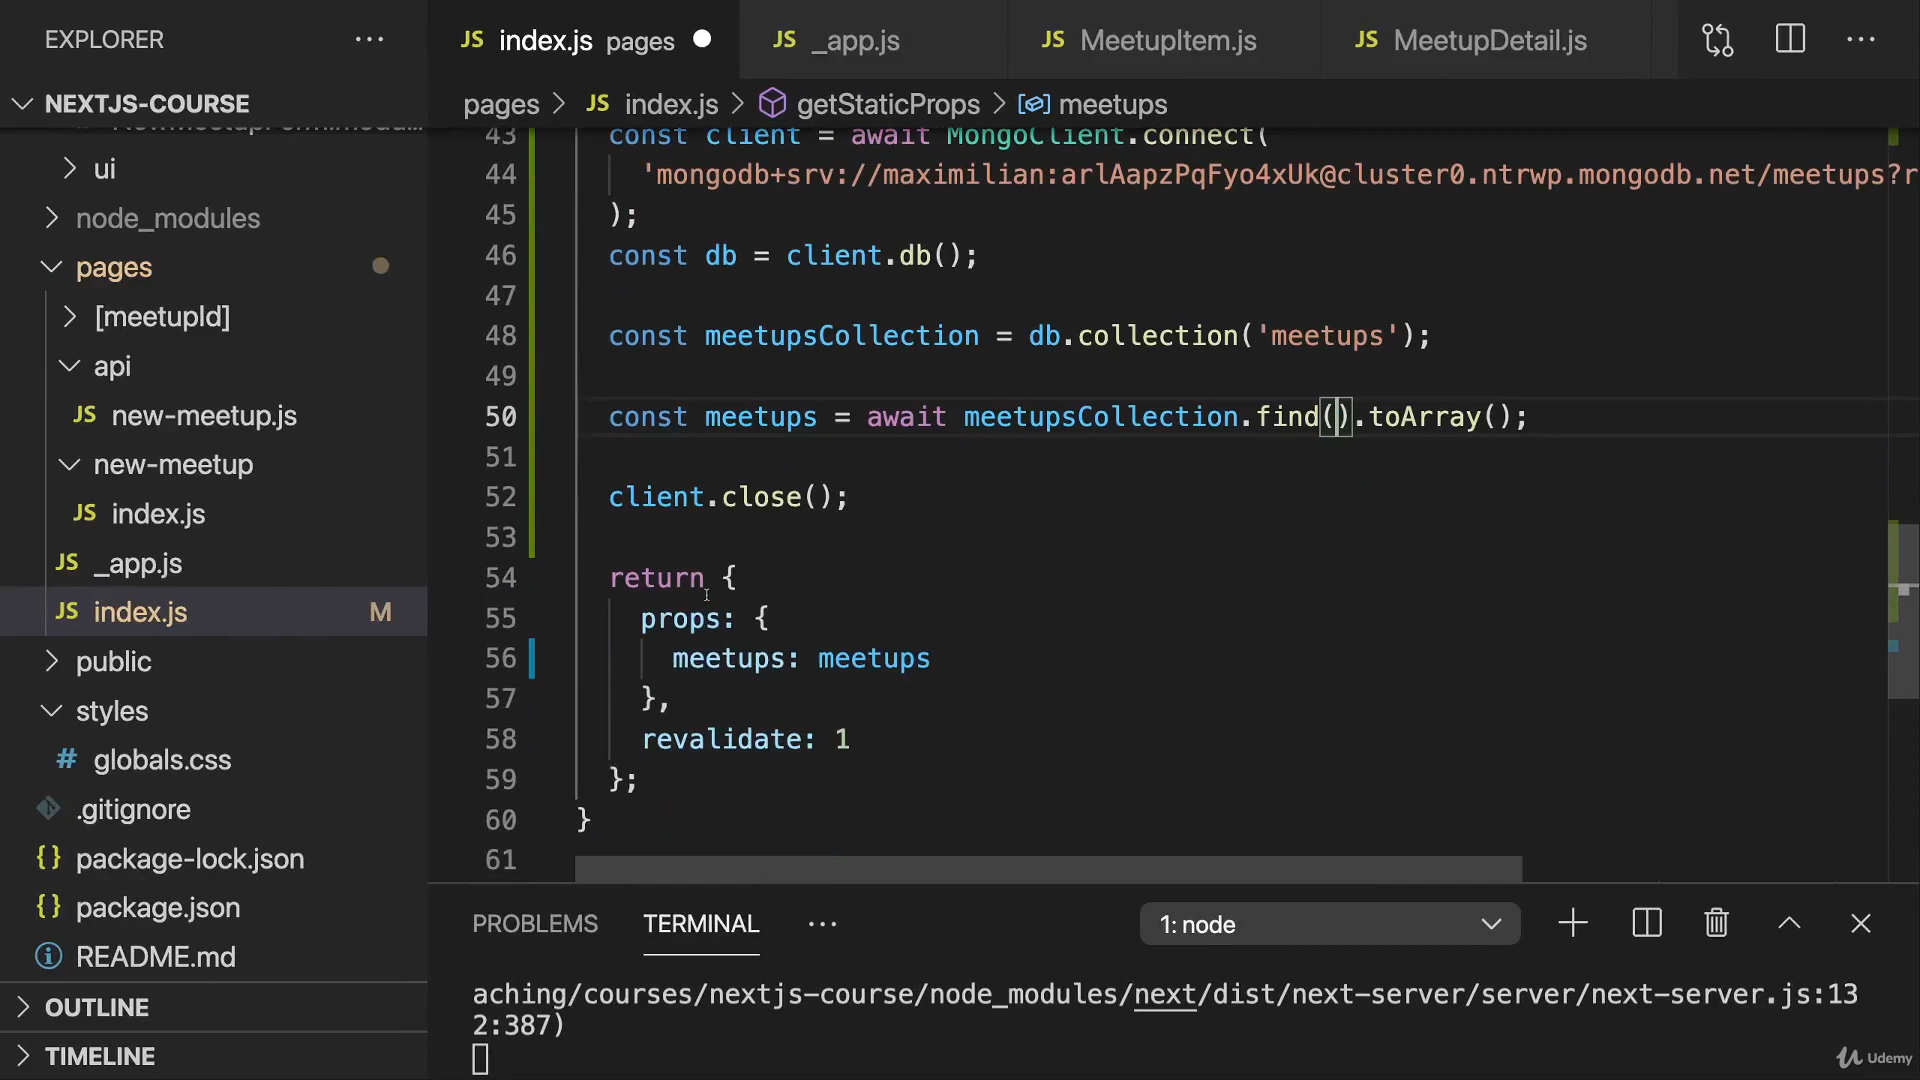 EXPLORER
NEXTJS-COURSE
ui
node_modules
pages
[meetupId]
api
JS new-meetup.js
new-meetup
JS index.js
JS _app.js
JS index.js M
public
styles
# globals.css
.gitignore
{} package-lock.json
{} package.json
README.md
OUTLINE
TIMELINE
JS index.js pages
JS _app.js
JS MeetupItem.js
JS MeetupDetail.js
pages > JS index.js > getStaticProps > meetups
43 const client = await MongoClient.connect(
44 'mongodb+srv://maximilian:arlAapzPqFyo4xUk@cluster0.ntrwp.mongodb.net/meetups?r
45 );
46 const db = client.db();
47
48 const meetupsCollection = db.collection('meetups');
49
50 const meetups = await meetupsCollection.find().toArray();
51
52 client.close();
53
54 return {
55 props: {
56 meetups: meetups
57 },
58 revalidate: 1
59 };
60 }
61
PROBLEMS TERMINAL 1: node
aching/courses/nextjs-course/node_modules/next/dist/next-server/server/next-server.js:13
2:387)
Udemy